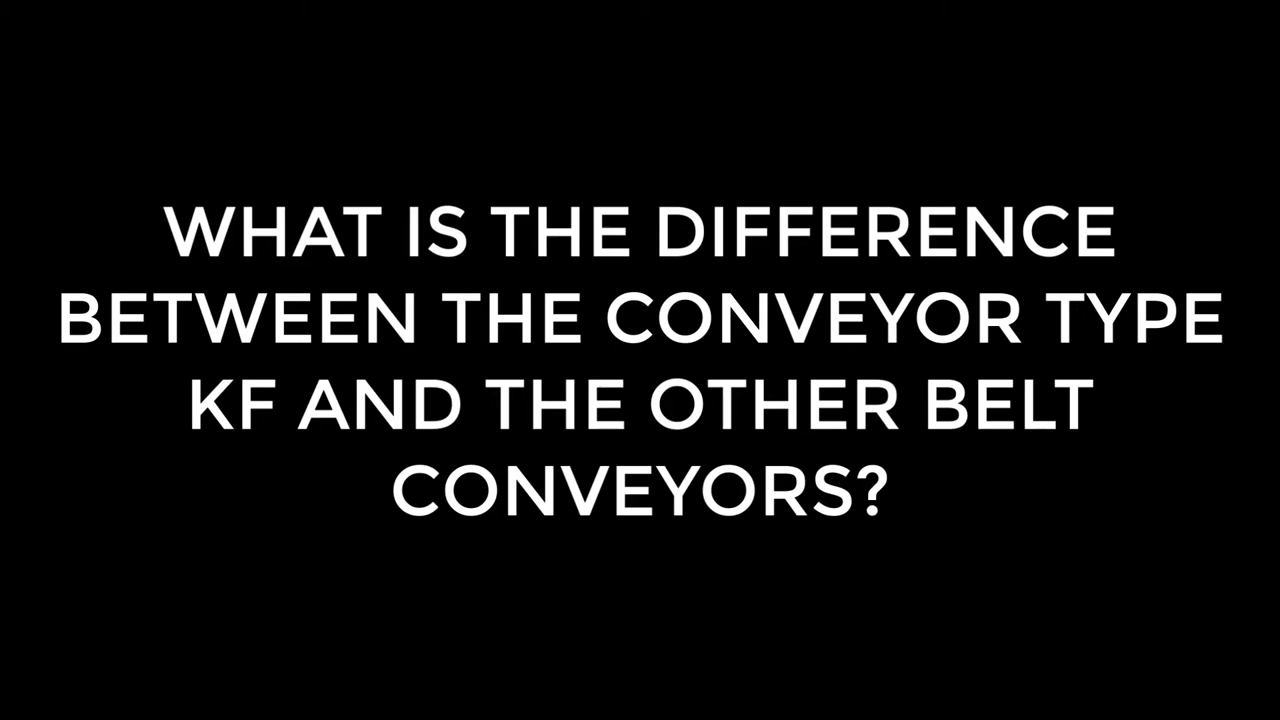 WHAT IS THE DIFFERENCE
BETWEEN THE CONVEYOR TYPE
KF AND THE OTHER BELT
CONVEYORS?